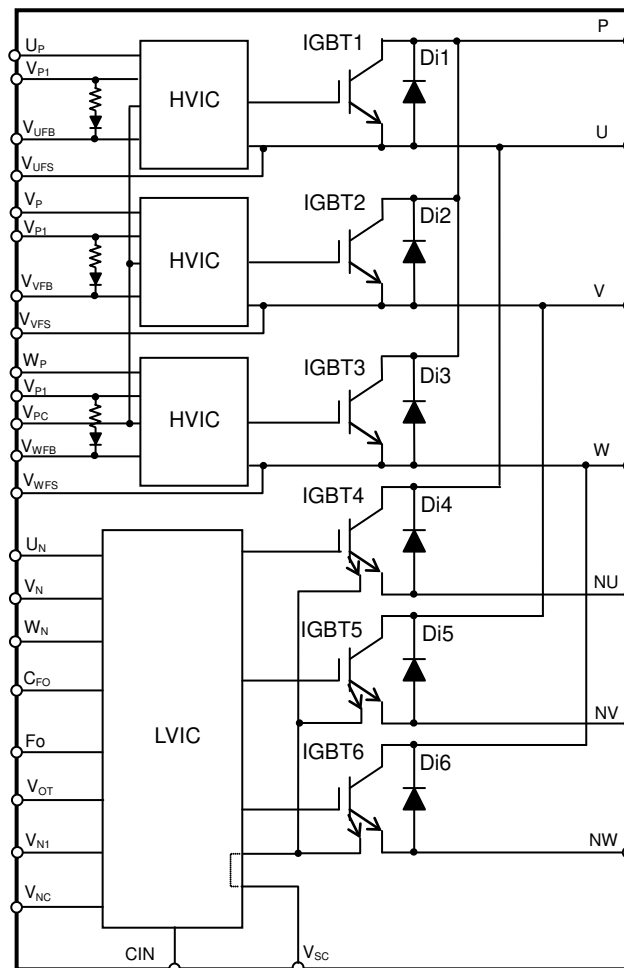 IGBT1
P
U_P
V_P1
Di1
HVIC
V_UFB
U
V_UFS
IGBT2
V_P
V_P1
Di2
HVIC
V_VFB
V
V_VFS
IGBT3
W_P
V_P1
Di3
V_PC
HVIC
V_WFB
W
V_WFS
IGBT4
Di4
U_N
NU
V_N
W_N
IGBT5
Di5
C_FO
NV
LVIC
Fo
IGBT6
Di6
V_OT
V_N1
NW
V_NC
CIN
V_SC